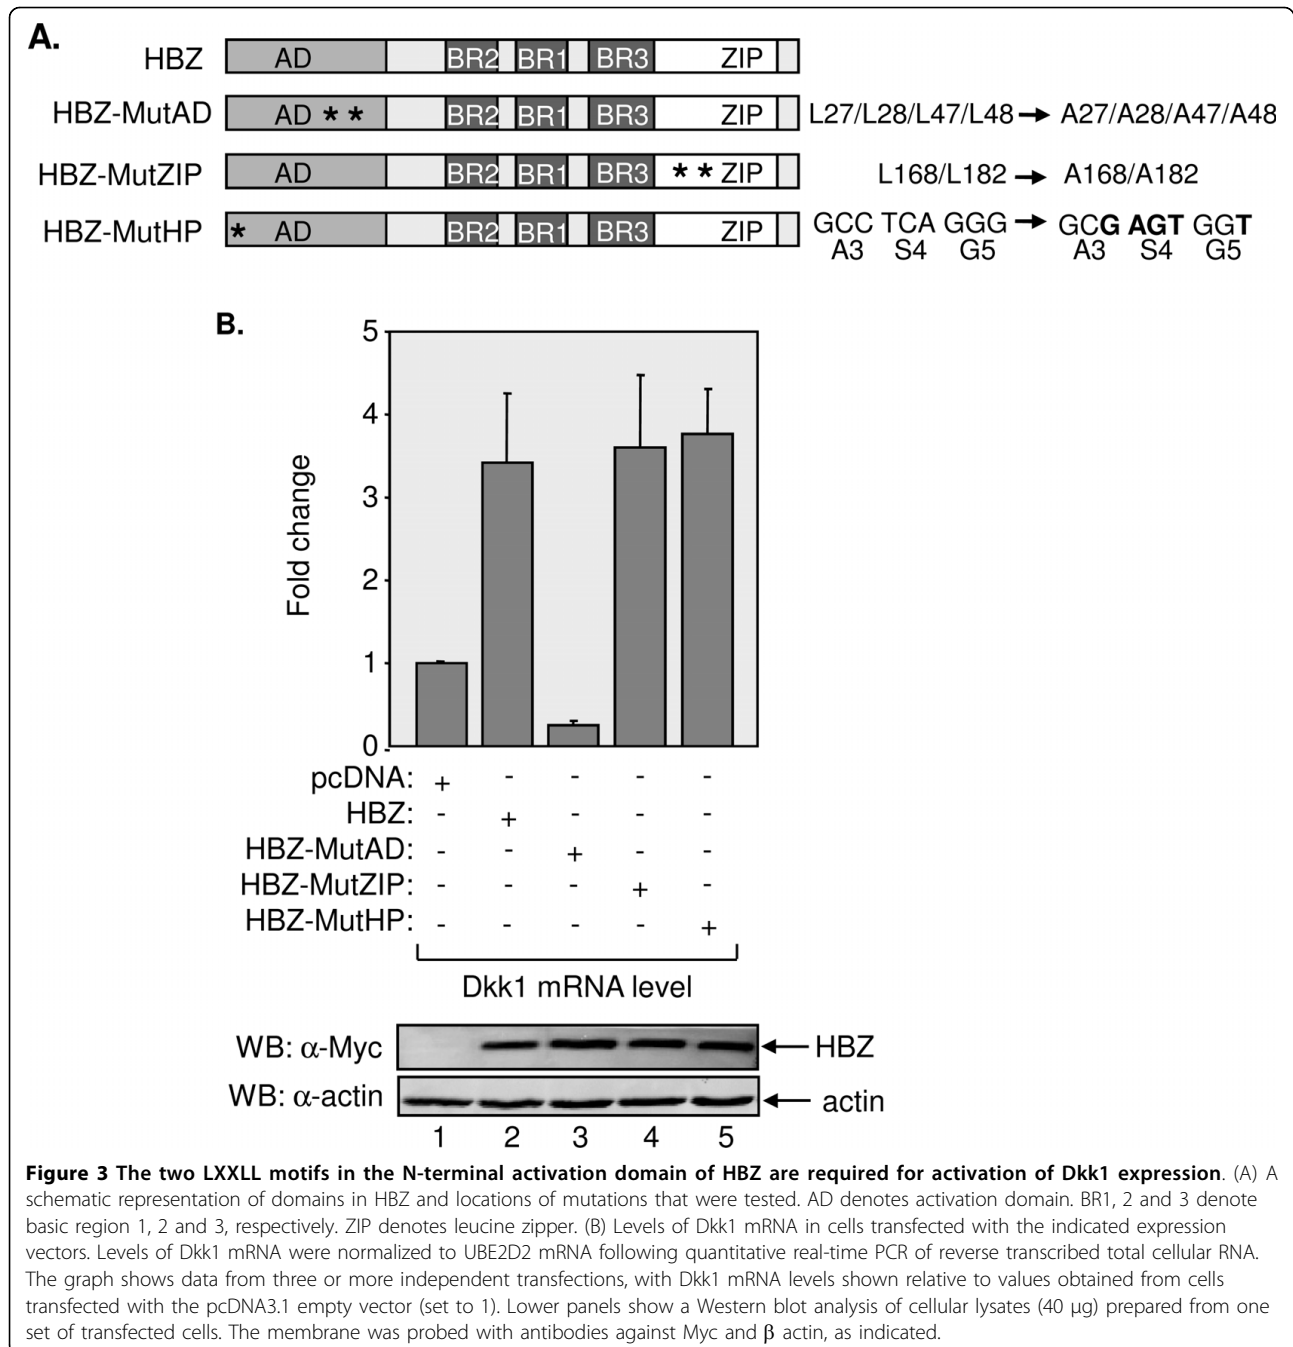 A.
HBZ AD BR2 BR1 BR3 ZIP
HBZ-MutAD AD ** BR2 BR1 BR3 ZIP L27/L28/L47/L48 → A27/A28/A47/A48
HBZ-MutZIP AD BR2 BR1 BR3 ** ZIP L168/L182 → A168/A182
HBZ-MutHP * AD BR2 BR1 BR3 ZIP GCC TCA GGG → GCG AGT GGT
A3 S4 G5 A3 S4 G5
B.
5
4
3
2
1
0
Fold change
pcDNA: + - - - -
HBZ: - + - - -
HBZ-MutAD: - - + - -
HBZ-MutZIP: - - - + -
HBZ-MutHP: - - - - +
Dkk1 mRNA level
WB: α-Myc ← HBZ
WB: α-actin ← actin
1 2 3 4 5
Figure 3 The two LXXLL motifs in the N-terminal activation domain of HBZ are required for activation of Dkk1 expression. (A) A
schematic representation of domains in HBZ and locations of mutations that were tested. AD denotes activation domain. BR1, 2 and 3 denote
basic region 1, 2 and 3, respectively. ZIP denotes leucine zipper. (B) Levels of Dkk1 mRNA in cells transfected with the indicated expression
vectors. Levels of Dkk1 mRNA were normalized to UBE2D2 mRNA following quantitative real-time PCR of reverse transcribed total cellular RNA.
The graph shows data from three or more independent transfections, with Dkk1 mRNA levels shown relative to values obtained from cells
transfected with the pcDNA3.1 empty vector (set to 1). Lower panels show a Western blot analysis of cellular lysates (40 μg) prepared from one
set of transfected cells. The membrane was probed with antibodies against Myc and β actin, as indicated.